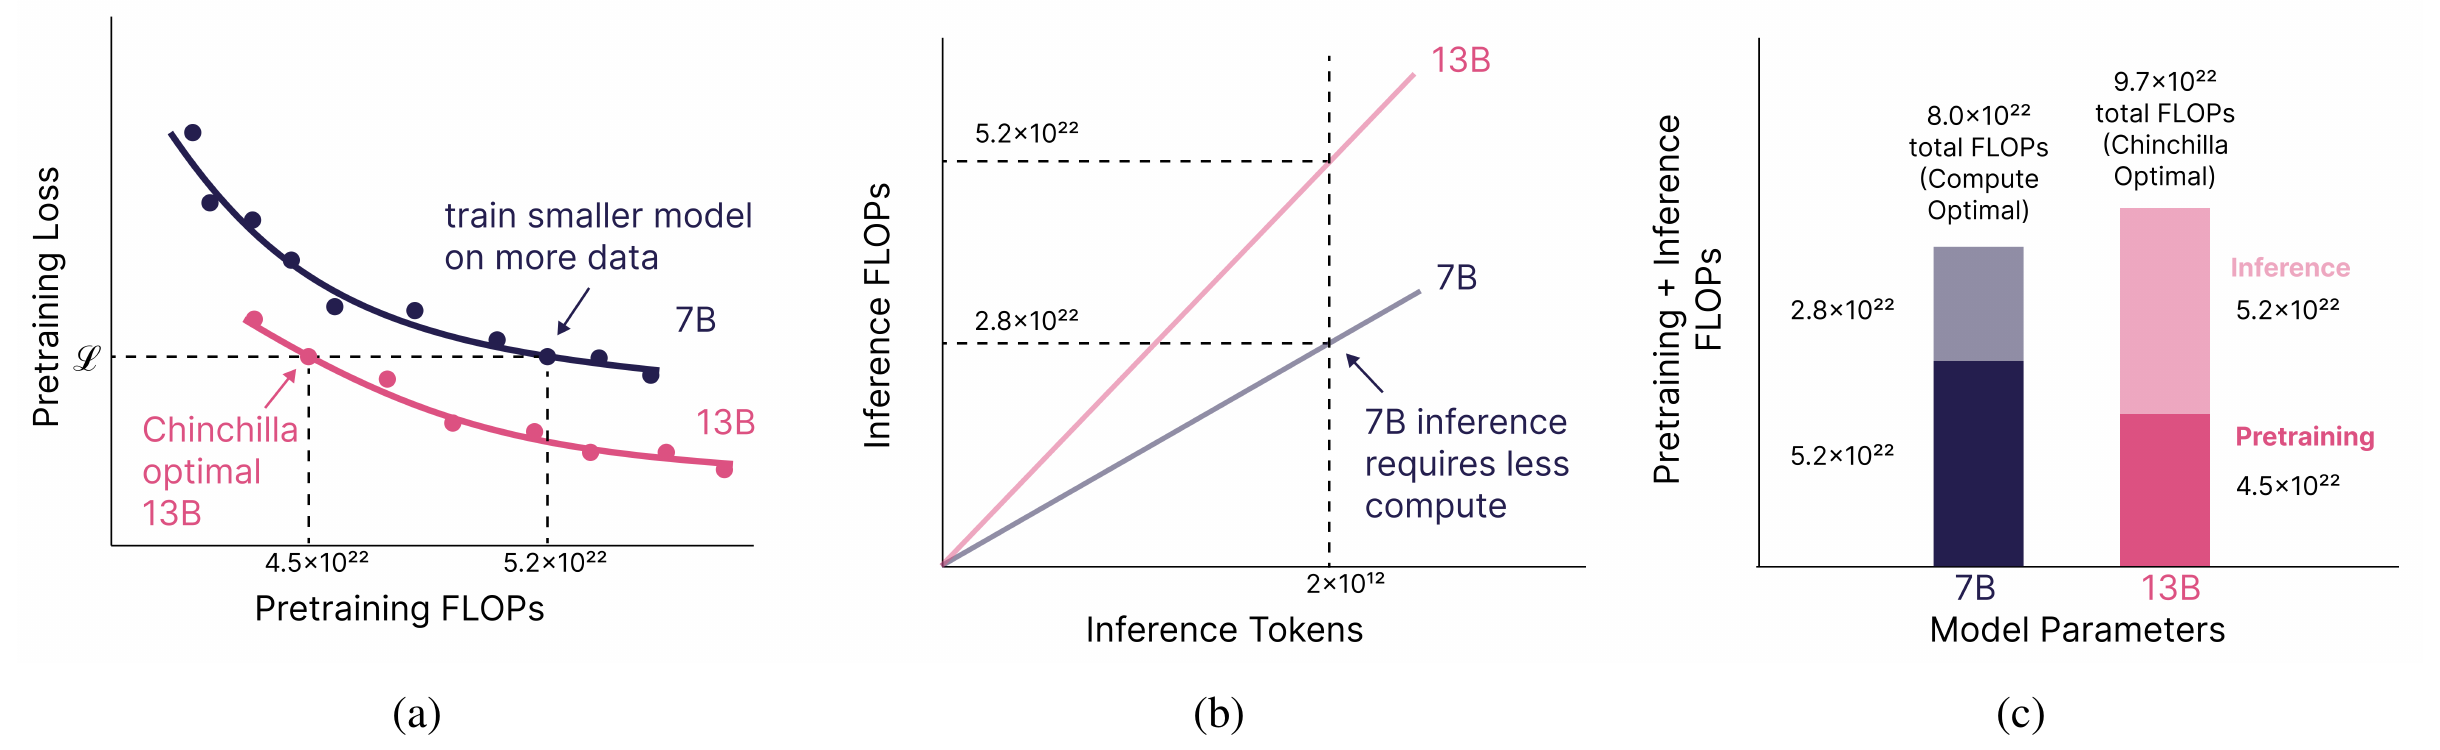 Pretraining Loss
ℒ
train smaller model
on more data
7B
13B
Chinchilla
optimal
13B
4.5×10²²
5.2×10²²
Pretraining FLOPs
(a)
Inference FLOPs
5.2×10²²
2.8×10²²
13B
7B
7B inference
requires less
compute
2×10¹²
Inference Tokens
(b)
Pretraining + Inference
FLOPs
8.0×10²²
total FLOPs
(Compute
Optimal)
9.7×10²²
total FLOPs
(Chinchilla
Optimal)
2.8×10²²
5.2×10²²
Inference
5.2×10²²
Pretraining
4.5×10²²
7B
13B
Model Parameters
(c)